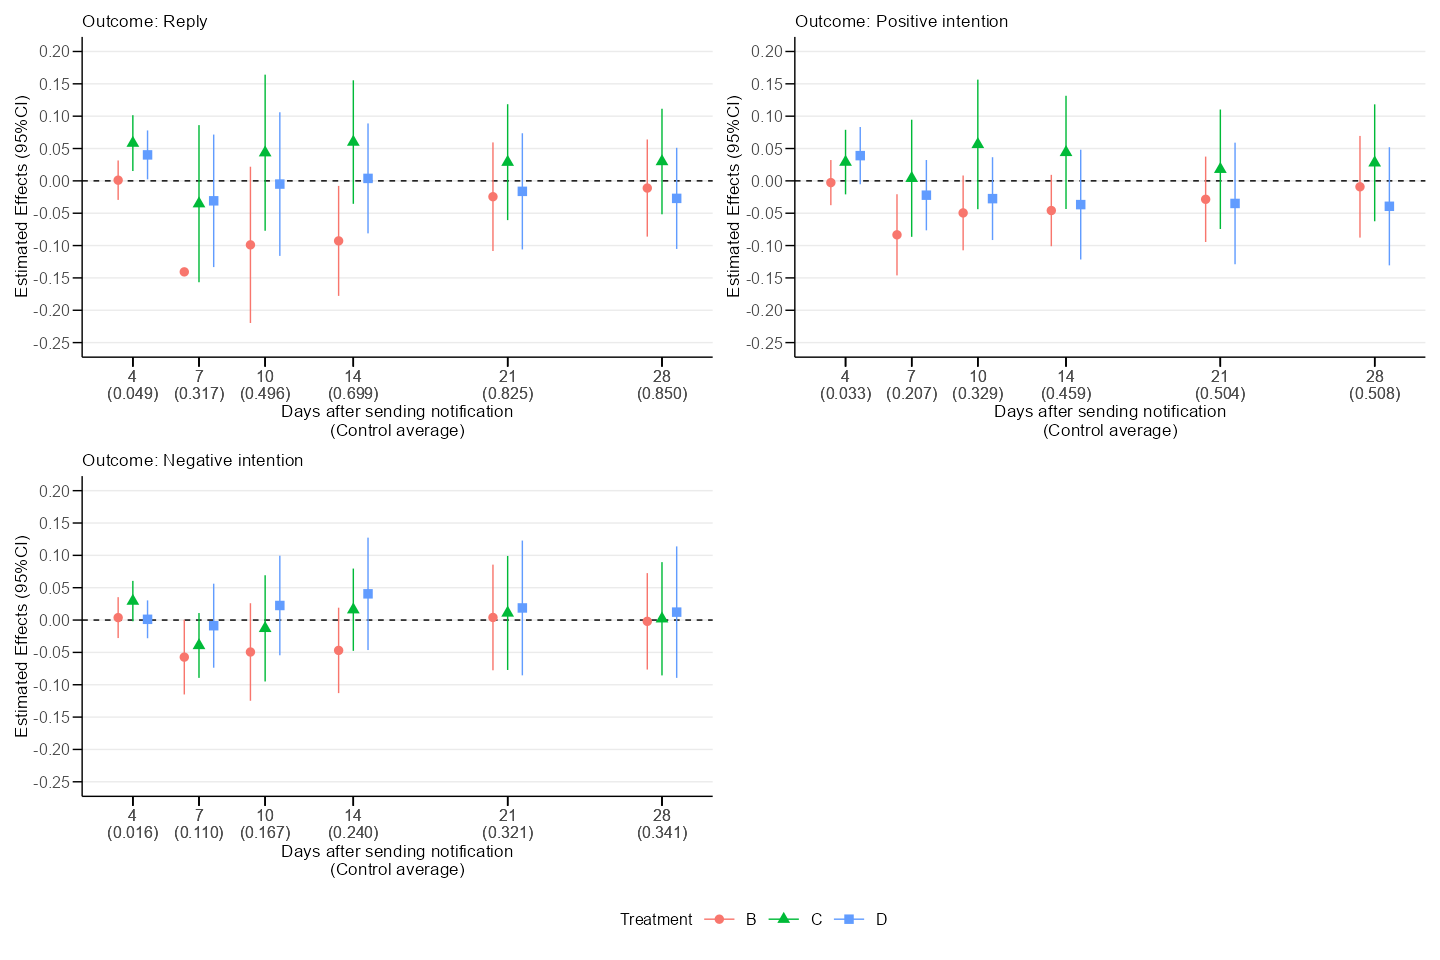 Outcome: Reply
Estimated Effects (95%CI)
0.20
0.15
0.10
0.05
0.00
-0.05
-0.10
-0.15
-0.20
-0.25
4 7 10 14 21 28
(0.049) (0.317) (0.496) (0.699) (0.825) (0.850)
Days after sending notification
(Control average)
Outcome: Positive intention
Estimated Effects (95%CI)
0.20
0.15
0.10
0.05
0.00
-0.05
-0.10
-0.15
-0.20
-0.25
4 7 10 14 21 28
(0.033) (0.207) (0.329) (0.459) (0.504) (0.508)
Days after sending notification
(Control average)
Outcome: Negative intention
Estimated Effects (95%CI)
0.20
0.15
0.10
0.05
0.00
-0.05
-0.10
-0.15
-0.20
-0.25
4 7 10 14 21 28
(0.016) (0.110) (0.167) (0.240) (0.321) (0.341)
Days after sending notification
(Control average)
Treatment B C D